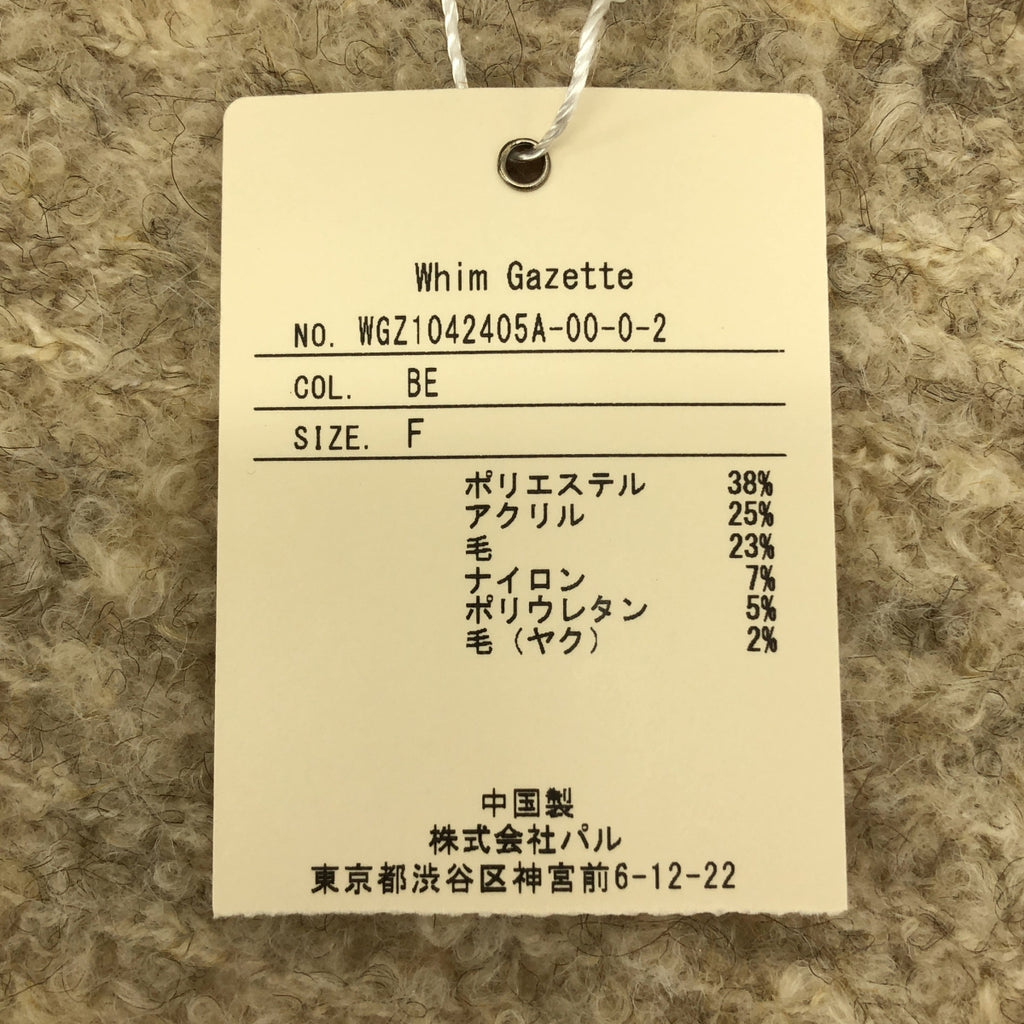 Whim Gazette
NO. WGZ1042405A-00-0-2
COL. BE
SIZE. F
ポリエステル 38%
アクリル 25%
毛 23%
ナイロン 7%
ポリウレタン 5%
毛（ヤク） 2%
中国製
株式会社パル
東京都渋谷区神宮前6-12-22